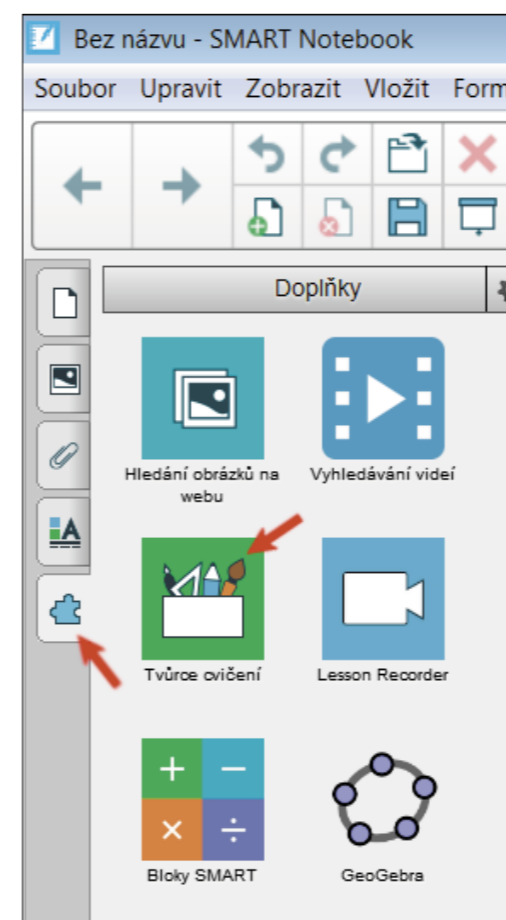 Bez názvu - SMART Notebook
Soubor Upravit Zobrazit Vložit Form
Doplňky
Hledání obrázků na
webu
Vyhledávání videí
Tvůrce cvičení
Lesson Recorder
Bloky SMART
GeoGebra